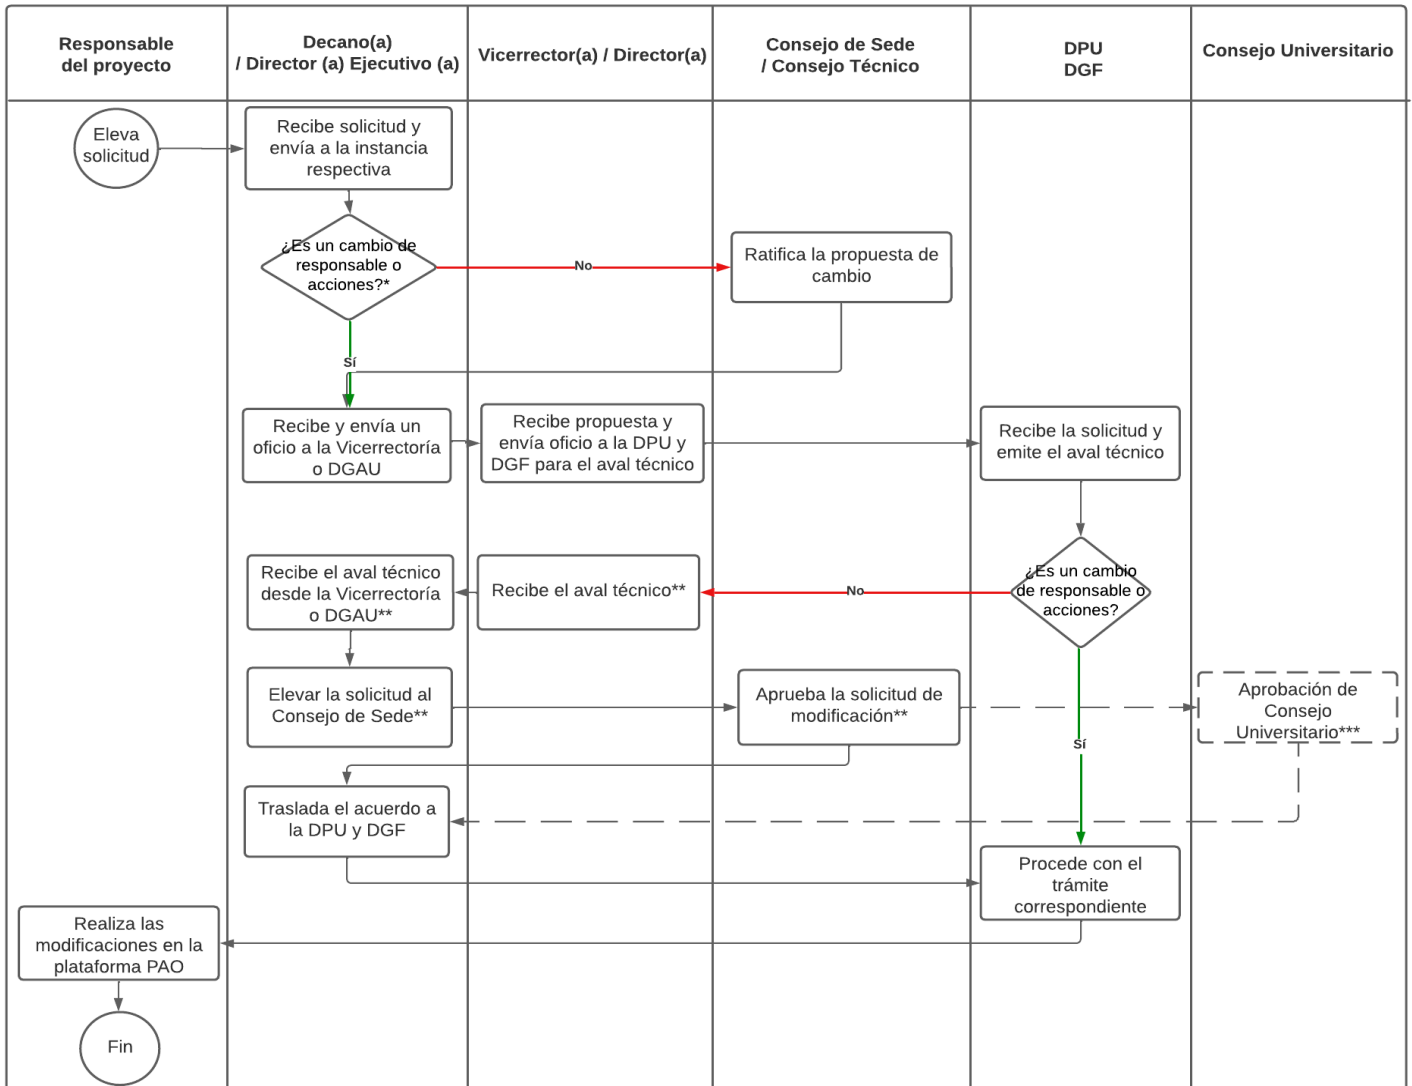 Responsable
del proyecto
Decano(a)
/ Director (a) Ejecutivo (a)
Vicerrector(a) / Director(a)
Consejo de Sede
/ Consejo Técnico
DPU
DGF
Consejo Universitario
Eleva
solicitud
Recibe solicitud y
envía a la instancia
respectiva
¿Es un cambio de
responsable o
acciones?*
No
Ratifica la propuesta de
cambio
Sí
Recibe y envía un
oficio a la Vicerrectoría
o DGAU
Recibe propuesta y
envía oficio a la DPU y
DGF para el aval técnico
Recibe la solicitud y
emite el aval técnico
¿Es un cambio
de responsable o
acciones?
No
Recibe el aval técnico**
Recibe el aval técnico
desde la Vicerrectoría
o DGAU**
Elevar la solicitud al
Consejo de Sede**
Aprueba la solicitud de
modificación**
Aprobación de
Consejo
Universitario***
Sí
Traslada el acuerdo a
la DPU y DGF
Procede con el
trámite
correspondiente
Realiza las
modificaciones en la
plataforma PAO
Fin